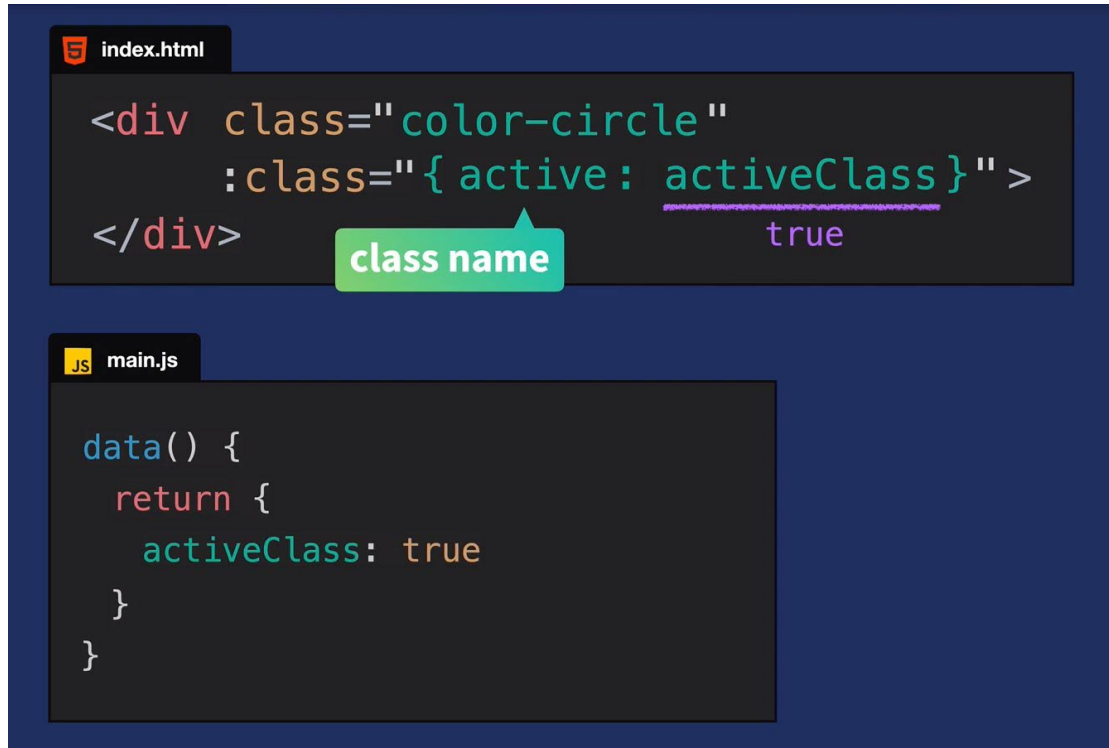 index.html
<div class="color-circle"
:class="{ active: activeClass}">
</div>
true
class name
JS main.js
data() {
return {
activeClass: true
}
}